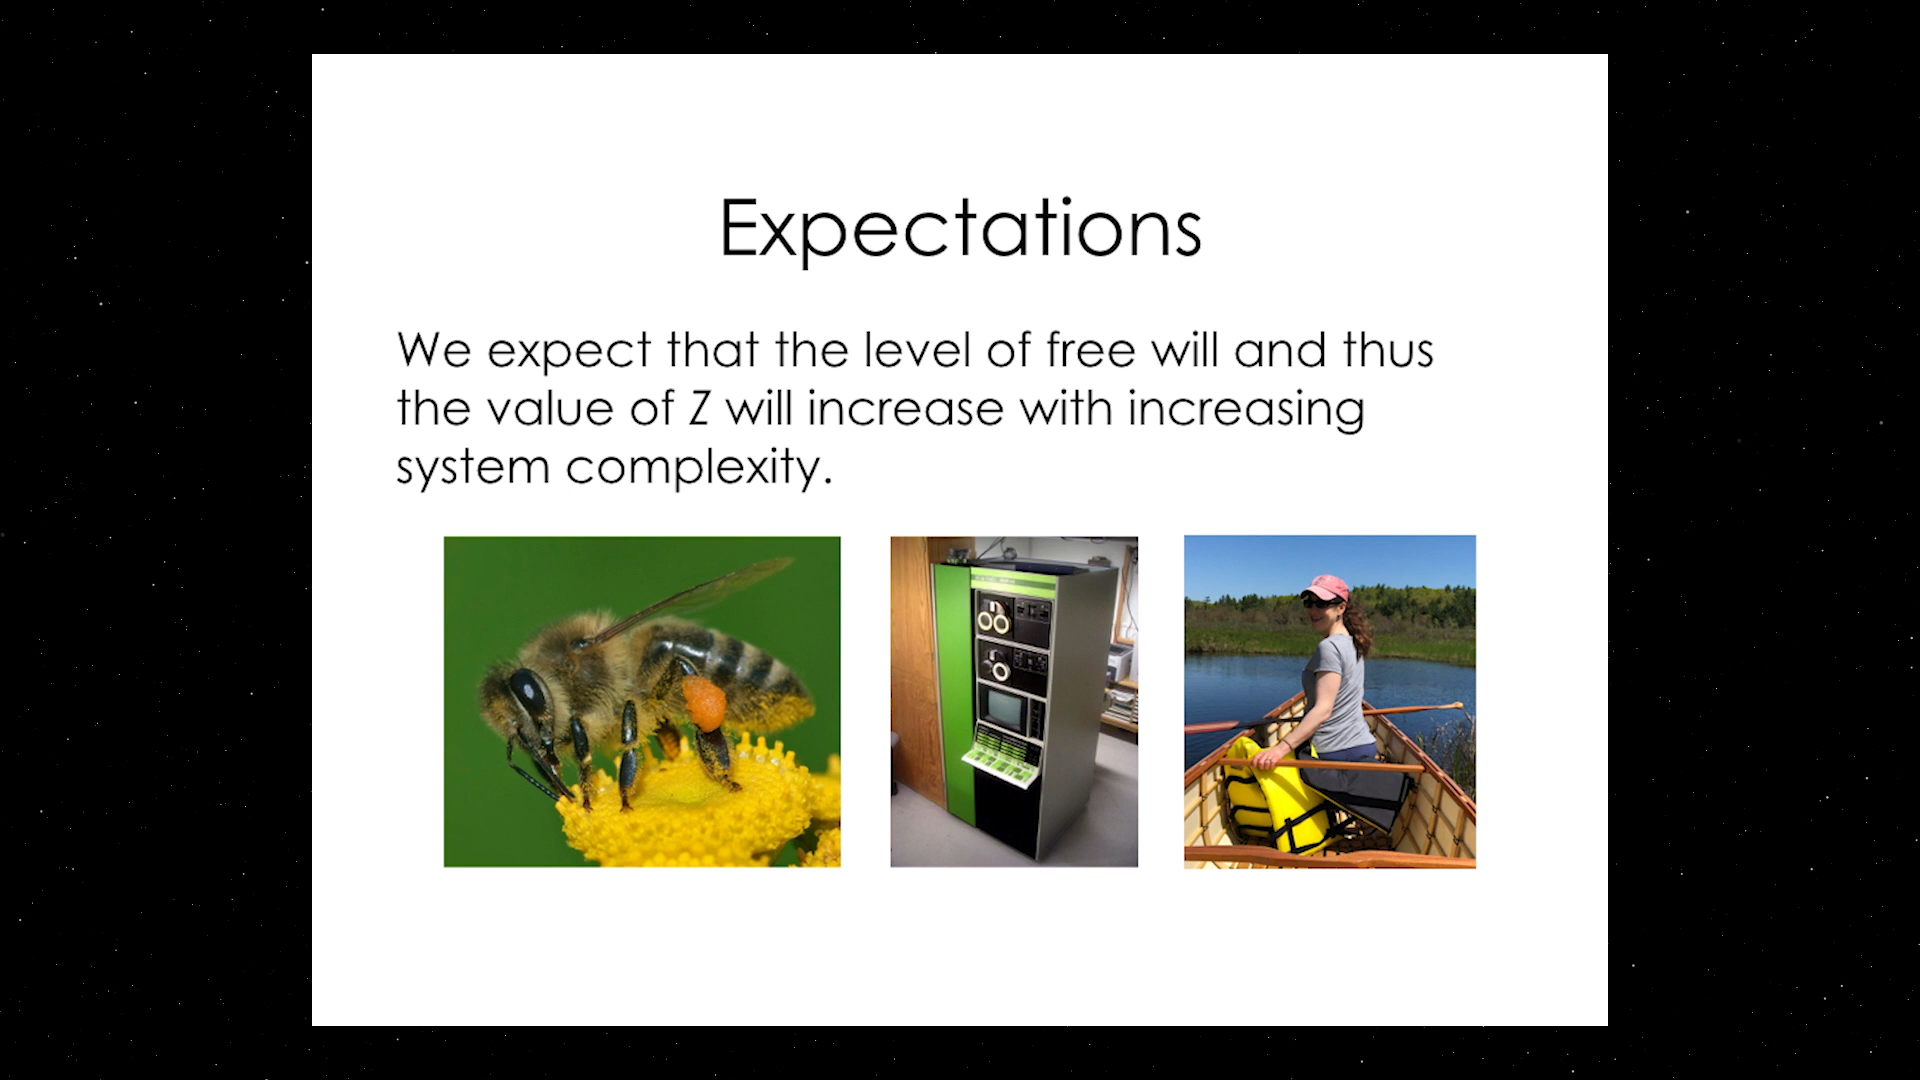 Expectations
We expect that the level of free will and thus
the value of Z will increase with increasing
system complexity.